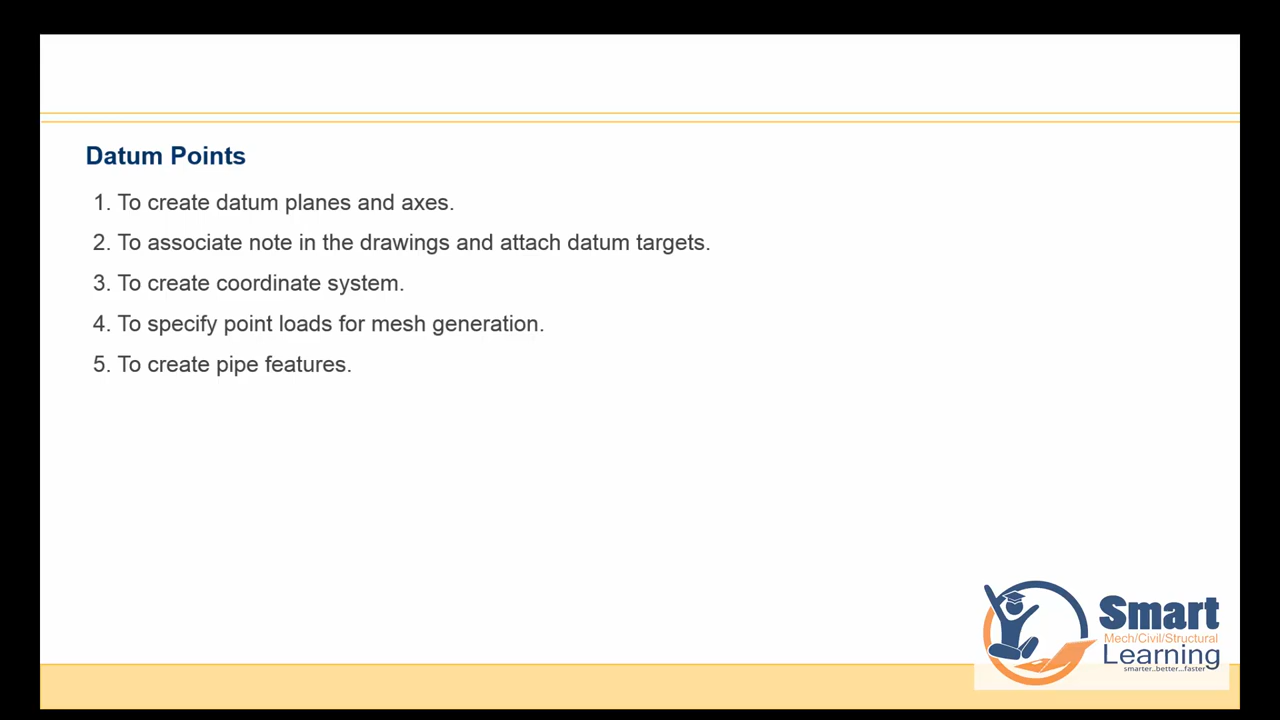 Datum Points
1. To create datum planes and axes.
2. To associate note in the drawings and attach datum targets.
3. To create coordinate system.
4. To specify point loads for mesh generation.
5. To create pipe features.
Smart
Mech/Civil/Structural
Learning
smarter..better...faster